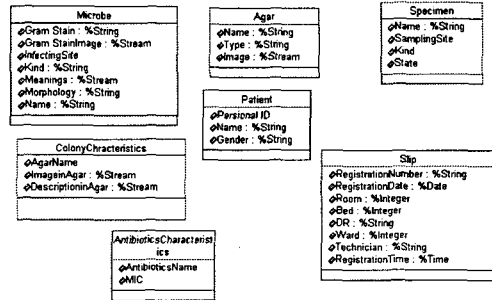 Microbe
Gram Stain : %String
Gram StainImage : %Stream
InfectingSite
Kind : %String
Meanings : %Stream
Morphology : %String
Name : %String
Agar
Name : %String
Type : %String
Image : %Stream
Specimen
Name : %String
SamplingSite
Kind
State
Patient
Persional ID
Name : %String
Gender : %String
ColonyChracteristics
AgarName
ImageinAgar : %Stream
DescriptioninAgar : %Stream
Slip
RegistrationNumber : %String
RegistrationDate : %Date
Room : %Integer
Bed : %Integer
DR : %String
Ward : %Integer
Technician : %String
RegistrationTime : %Time
AntibioticsCharacterist
ics
AntibioticsName
MIC